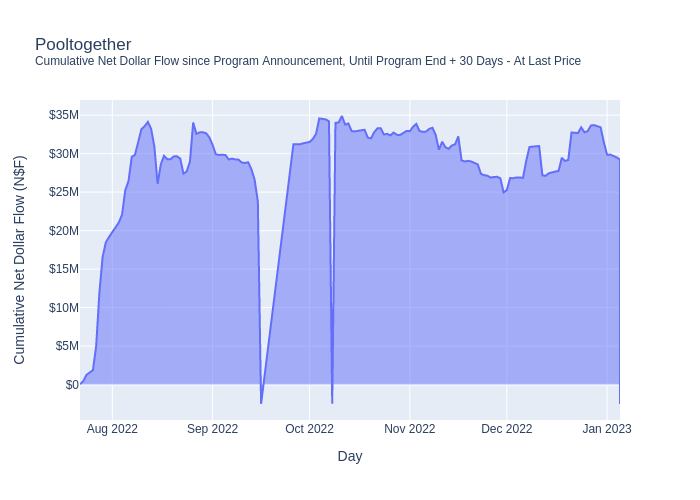 Pooltogether
Cumulative Net Dollar Flow since Program Announcement, Until Program End + 30 Days - At Last Price
Cumulative Net Dollar Flow (N$F)
$35M
$30M
$25M
$20M
$15M
$10M
$5M
$0
Aug 2022
Sep 2022
Oct 2022
Nov 2022
Dec 2022
Jan 2023
Day